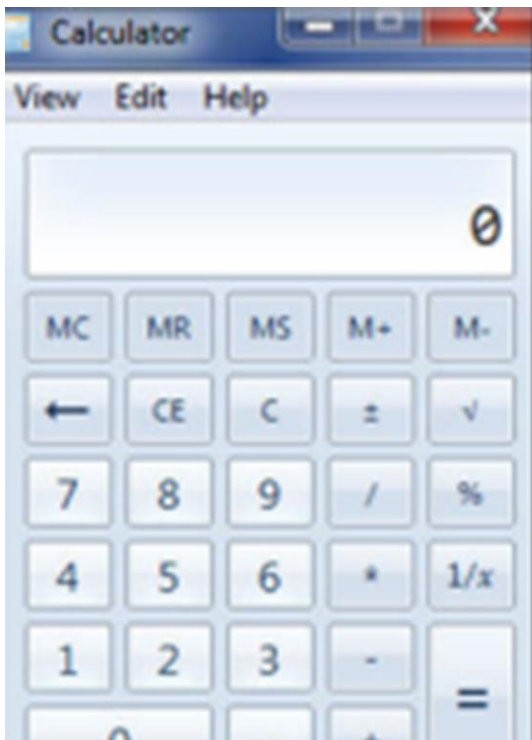 Calculator
View Edit Help
0
MC MR MS M+ M-
← CE C ± √
7 8 9 / %
4 5 6 * 1/x
1 2 3 - =
0 . +